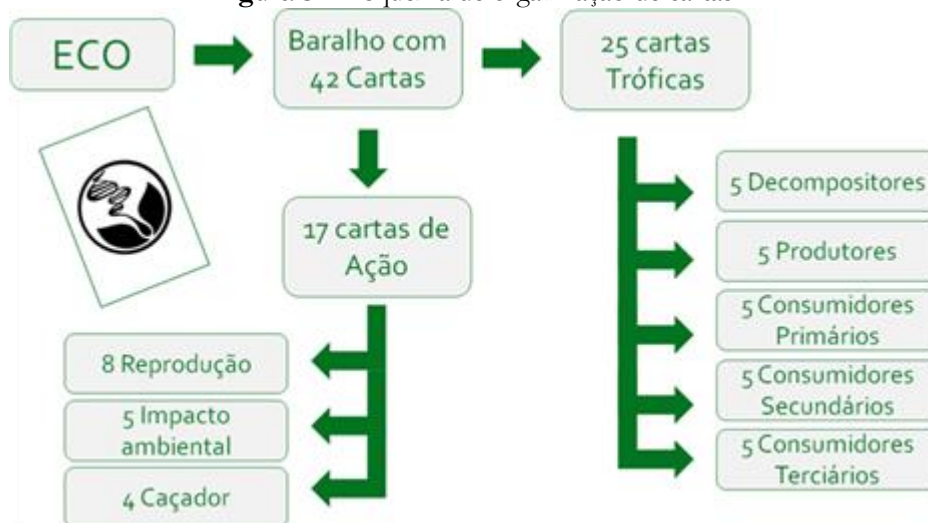 ECO
Baralho com
42 Cartas
25 cartas
Tróficas
17 cartas de
Ação
8 Reprodução
5 Impacto
ambiental
4 Caçador
5 Decompositores
5 Produtores
5 Consumidores
Primários
5 Consumidores
Secundários
5 Consumidores
Terciários